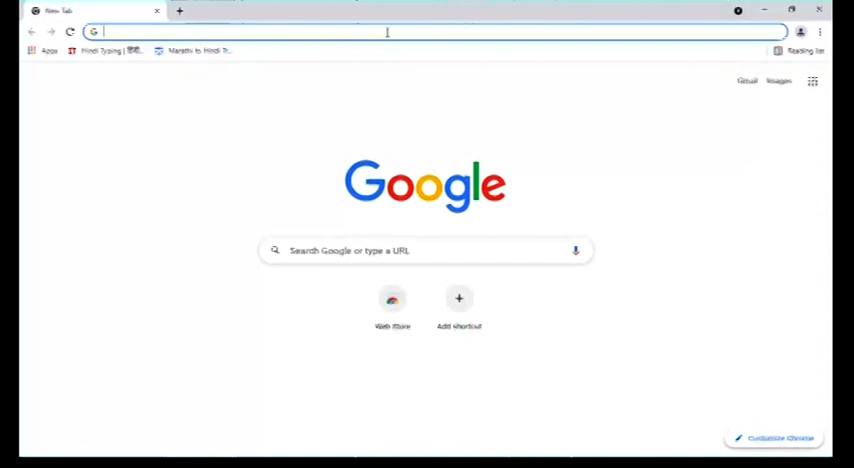 New Tab
Apps Hindi Typing | हिंदी... Marathi to Hindi Tr... Reading list
Gmail Images
Google
Search Google or type a URL
Web Store Add shortcut
Customize Chrome